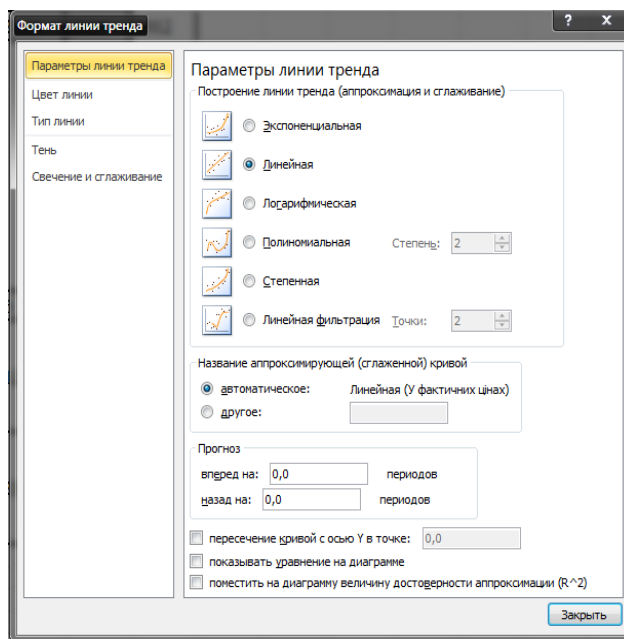 Формат линии тренда
Параметры линии тренда
Цвет линии
Тип линии
Тень
Свечение и сглаживание
Параметры линии тренда
Построение линии тренда (аппроксимация и сглаживание)
Экспоненциальная
Линейная
Логарифмическая
Полиномиальная Степень: 2
Степенная
Линейная фильтрация Точки: 2
Название аппроксимирующей (сглаженной) кривой
автоматическое: Линейная (У фактичних цінах)
другое:
Прогноз
вперед на: 0,0 периодов
назад на: 0,0 периодов
пересечение кривой с осью Y в точке: 0,0
показывать уравнение на диаграмме
поместить на диаграмму величину достоверности аппроксимации (R^2)
Закрыть